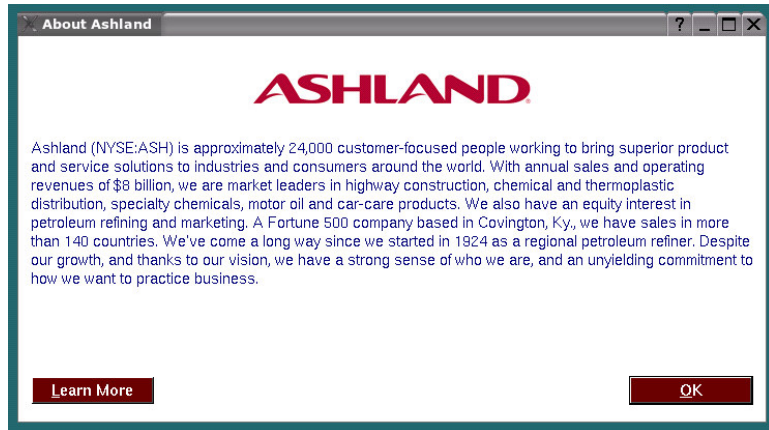 About Ashland
ASHLAND
Ashland (NYSE:ASH) is approximately 24,000 customer-focused people working to bring superior product
and service solutions to industries and consumers around the world. With annual sales and operating
revenues of $8 billion, we are market leaders in highway construction, chemical and thermoplastic
distribution, specialty chemicals, motor oil and car-care products. We also have an equity interest in
petroleum refining and marketing. A Fortune 500 company based in Covington, Ky., we have sales in more
than 140 countries. We've come a long way since we started in 1924 as a regional petroleum refiner. Despite
our growth, and thanks to our vision, we have a strong sense of who we are, and an unyielding commitment to
how we want to practice business.
Learn More
OK